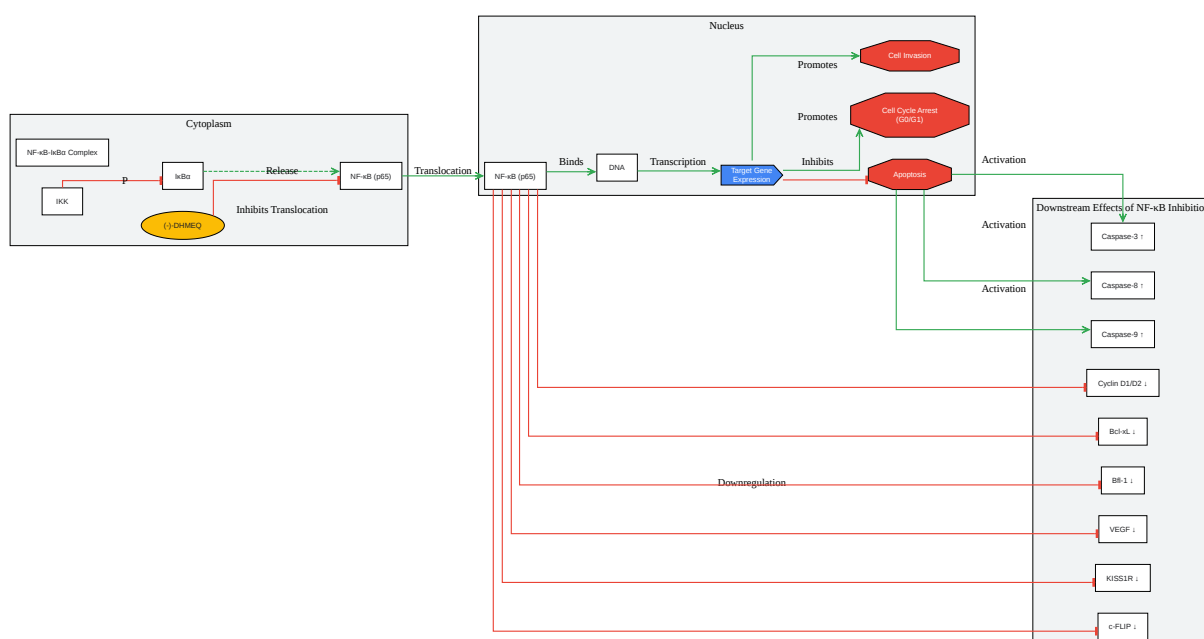 Nucleus
Cell Invasion
Promotes
Cell Cycle Arrest
(G0/G1)
Promotes
Cytoplasm
NF-κB-IκBα Complex
IκBα
Release
NF-κB (p65)
Translocation
NF-κB (p65)
Binds
DNA
Transcription
Target Gene
Expression
Inhibits
Apoptosis
Activation
P
IKK
(-)-DHMEQ
Inhibits Translocation
Downstream Effects of NF-κB Inhibitio
Activation
Caspase-3 ↑
Caspase-8 ↑
Activation
Caspase-9 ↑
Cyclin D1/D2 ↓
Bcl-xL ↓
Downregulation
Bfl-1 ↓
VEGF ↓
KISS1R ↓
c-FLIP ↓